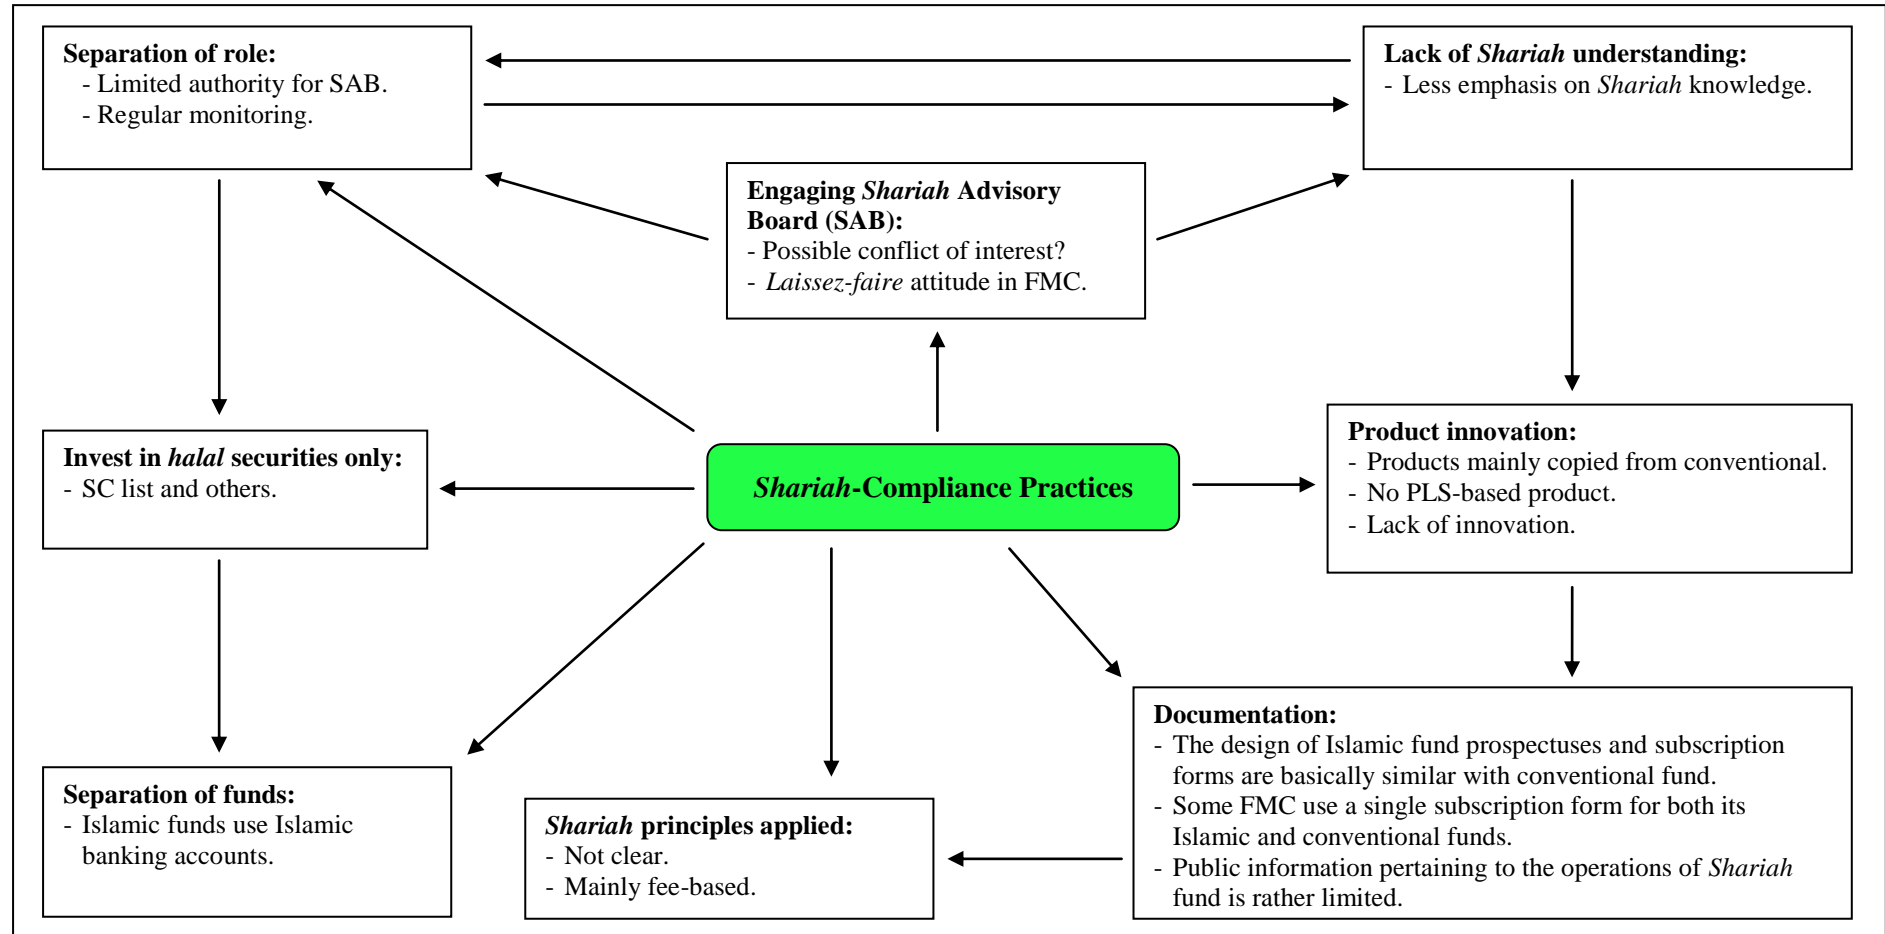 Separation of role:
- Limited authority for SAB.
- Regular monitoring.
Lack of Shariah understanding:
- Less emphasis on Shariah knowledge.
Engaging Shariah Advisory
Board (SAB):
- Possible conflict of interest?
- Laissez-faire attitude in FMC.
Invest in halal securities only:
- SC list and others.
Shariah-Compliance Practices
Product innovation:
- Products mainly copied from conventional.
- No PLS-based product.
- Lack of innovation.
Separation of funds:
- Islamic funds use Islamic
banking accounts.
Shariah principles applied:
- Not clear.
- Mainly fee-based.
Documentation:
- The design of Islamic fund prospectuses and subscription
forms are basically similar with conventional fund.
- Some FMC use a single subscription form for both its
Islamic and conventional funds.
- Public information pertaining to the operations of Shariah
fund is rather limited.